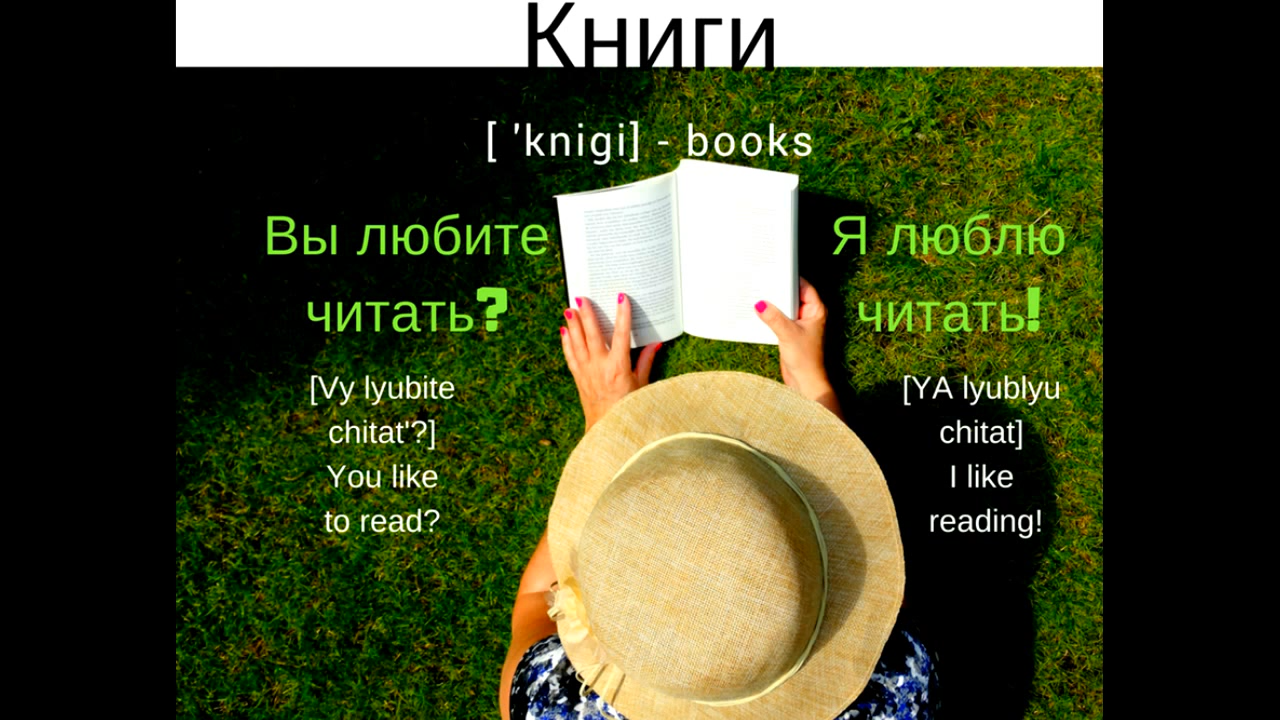 Книги
[ 'knigi] - books
Вы любите
читать?
[Vy lyubite
chitat'?]
You like
to read?
Я люблю
читать!
[YA lyublyu
chitat]
I like
reading!